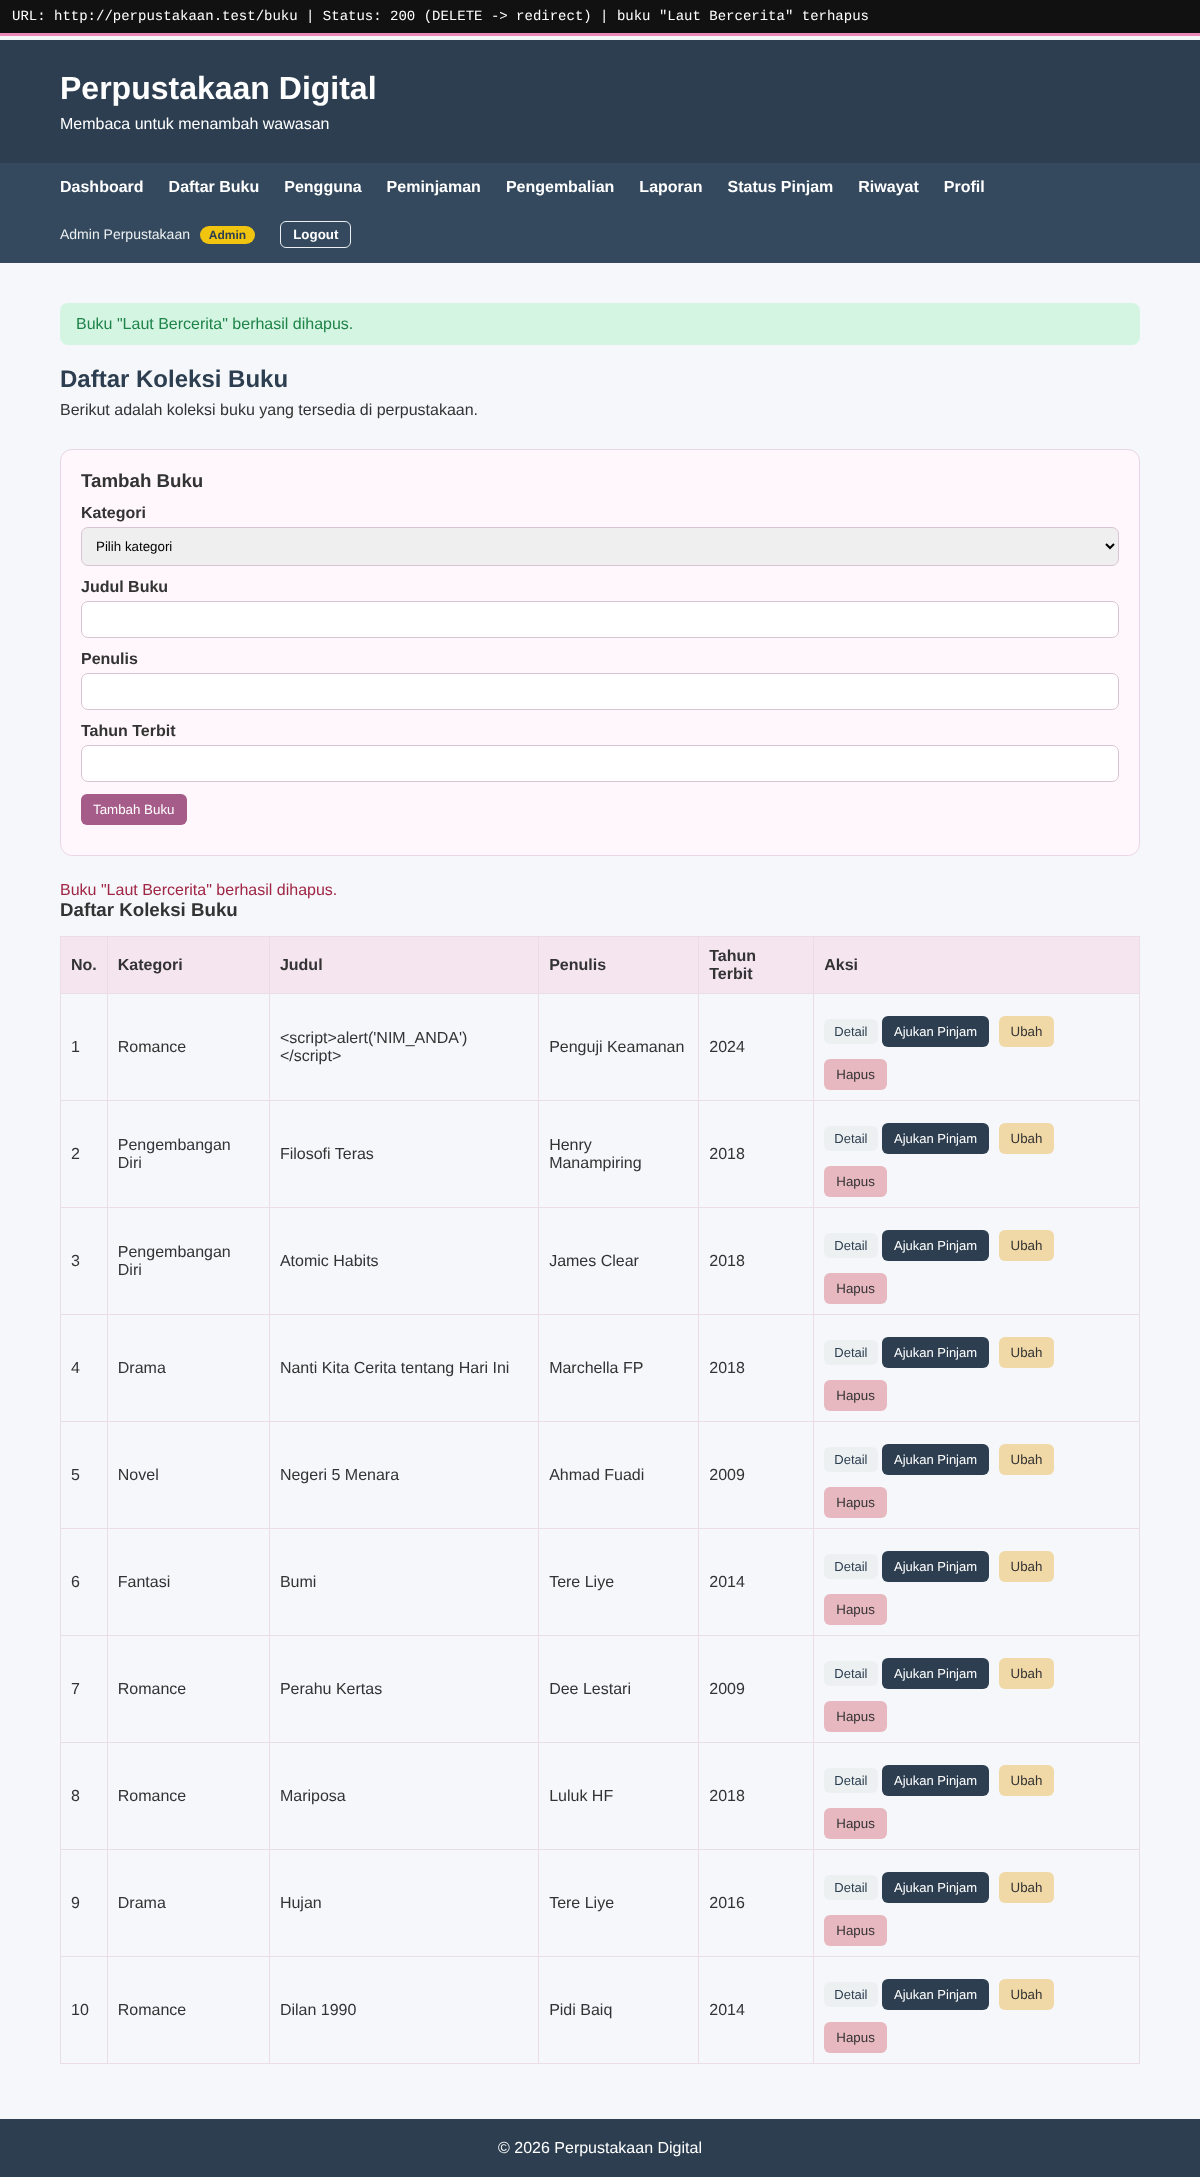 URL: http://perpustakaan.test/buku | Status: 200 (DELETE -> redirect) | buku "Laut Bercerita" terhapus
Perpustakaan Digital
Membaca untuk menambah wawasan
Dashboard Daftar Buku Pengguna Peminjaman Pengembalian Laporan Status Pinjam Riwayat Profil
Admin Perpustakaan Admin Logout
Buku "Laut Bercerita" berhasil dihapus.
Daftar Koleksi Buku
Berikut adalah koleksi buku yang tersedia di perpustakaan.
Tambah Buku
Kategori
Pilih kategori
Judul Buku
Penulis
Tahun Terbit
Tambah Buku
Buku "Laut Bercerita" berhasil dihapus.
Daftar Koleksi Buku
No. Kategori Judul Penulis Tahun Terbit Aksi
1 Romance <script>alert('NIM_ANDA') </script> Penguji Keamanan 2024 Detail Ajukan Pinjam Ubah
Hapus
2 Pengembangan Diri Filosofi Teras Henry Manampiring 2018 Detail Ajukan Pinjam Ubah
Hapus
3 Pengembangan Diri Atomic Habits James Clear 2018 Detail Ajukan Pinjam Ubah
Hapus
4 Drama Nanti Kita Cerita tentang Hari Ini Marchella FP 2018 Detail Ajukan Pinjam Ubah
Hapus
5 Novel Negeri 5 Menara Ahmad Fuadi 2009 Detail Ajukan Pinjam Ubah
Hapus
6 Fantasi Bumi Tere Liye 2014 Detail Ajukan Pinjam Ubah
Hapus
7 Romance Perahu Kertas Dee Lestari 2009 Detail Ajukan Pinjam Ubah
Hapus
8 Romance Mariposa Luluk HF 2018 Detail Ajukan Pinjam Ubah
Hapus
9 Drama Hujan Tere Liye 2016 Detail Ajukan Pinjam Ubah
Hapus
10 Romance Dilan 1990 Pidi Baiq 2014 Detail Ajukan Pinjam Ubah
Hapus
© 2026 Perpustakaan Digital